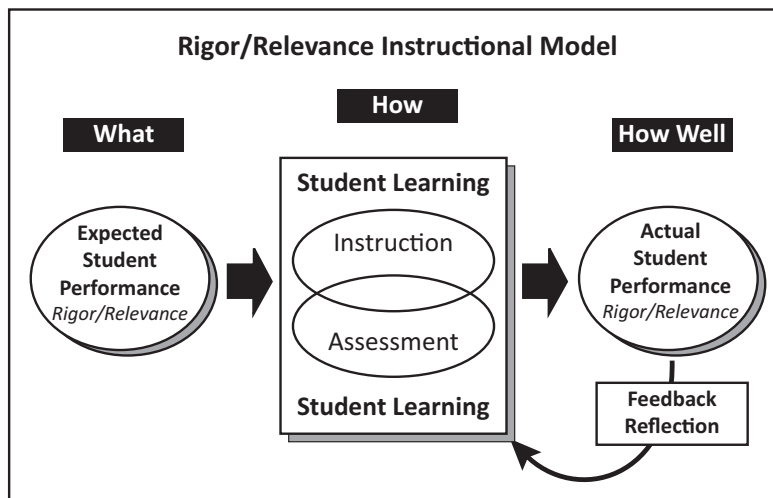 Rigor/Relevance Instructional Model
What
Expected
Student
Performance
Rigor/Relevance
How
Student Learning
Instruction
Assessment
Student Learning
How Well
Actual
Student
Performance
Rigor/Relevance
Feedback
Reflection